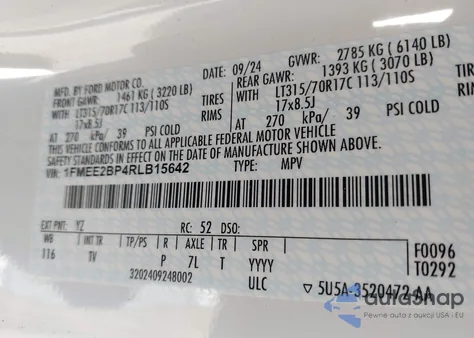 MFD. BY FORD MOTOR CO.
09/24 GVWR: 2785 KG (6140 LB)
FRONT GAWR: 1461 KG (3220 LB) REAR GAWR: 1393 KG (3070 LB)
LT315/70R17C 113/110S TIRES LT315/70R17C 113/110S
17x8.5J RIMS 17x8.5J
AT 270 kPa/ 39 PSI COLD AT 270 kPa/ 39 PSI COLD
THIS VEHICLE CONFORMS TO ALL APPLICABLE FEDERAL MOTOR VEHICLE
SAFETY STANDARDS IN EFFECT ON THE DATE OF MANUFACTURE SHOWN ABOVE.
VIN: 1FMEE2BP4RLB15642 TYPE: MPV
EXT PNT: YZ RC: 52 DSO:
WB INT TR TP/PS R AXLE TR SPR
116 TV P 7L T YYYY
F0096
T0292
3202409248002 ULC ▽ 5U5A-3520472-AA
autosnap
Pewne auta z aukcji USA i EU